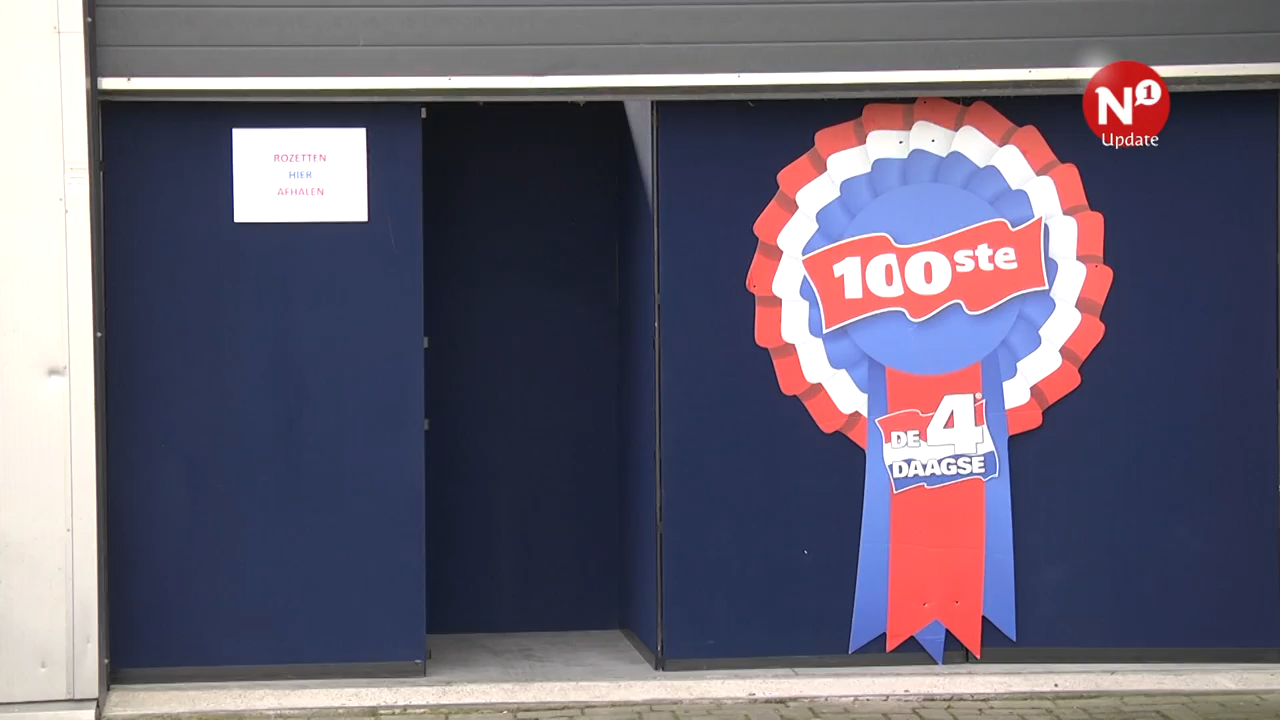 ROZETTEN
HIER
AFHALEN
N1
Update
100ste
DE 4®
DAAGSE